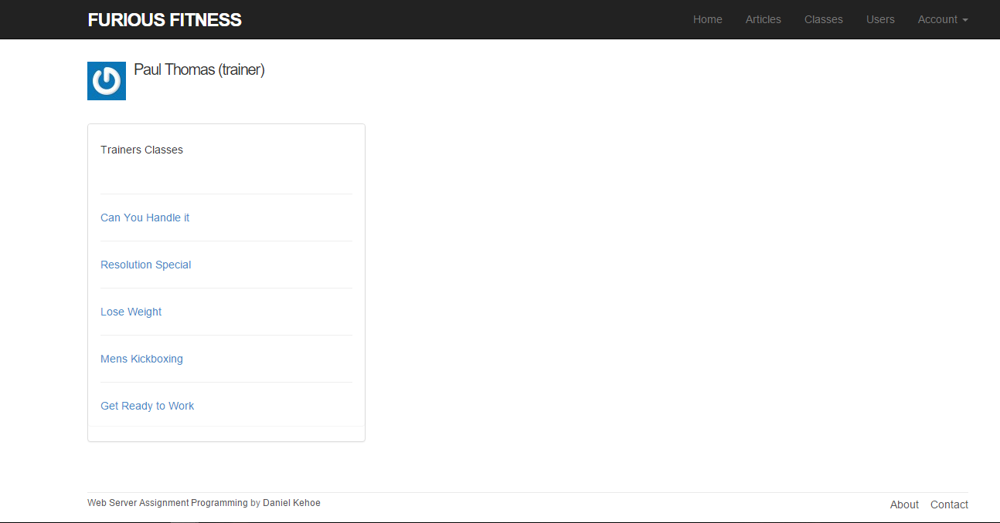 FURIOUS FITNESS
Home Articles Classes Users Account
Paul Thomas (trainer)
Trainers Classes
Can You Handle it
Resolution Special
Lose Weight
Mens Kickboxing
Get Ready to Work
Web Server Assignment Programming by Daniel Kehoe
About Contact